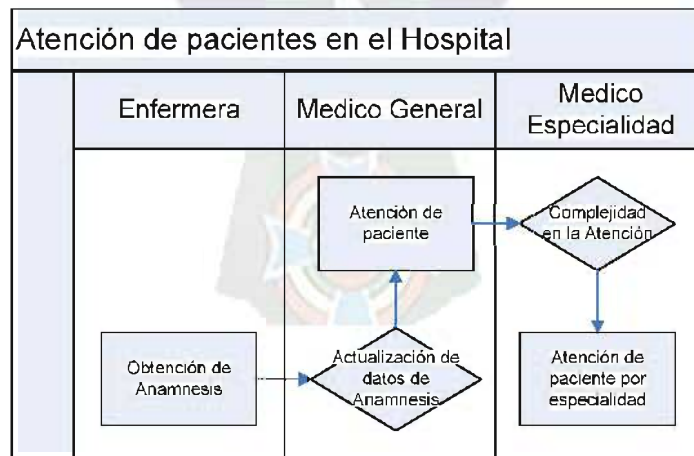 Atención de pacientes en el Hospital
Enfermera
Medico General
Medico
Especialidad
Atención de
paciente
Complejidad
en la Atención
Obtención de
Anamnesis
Actualización de
datos de
Anamnesis
Atención de
paciente por
especialidad